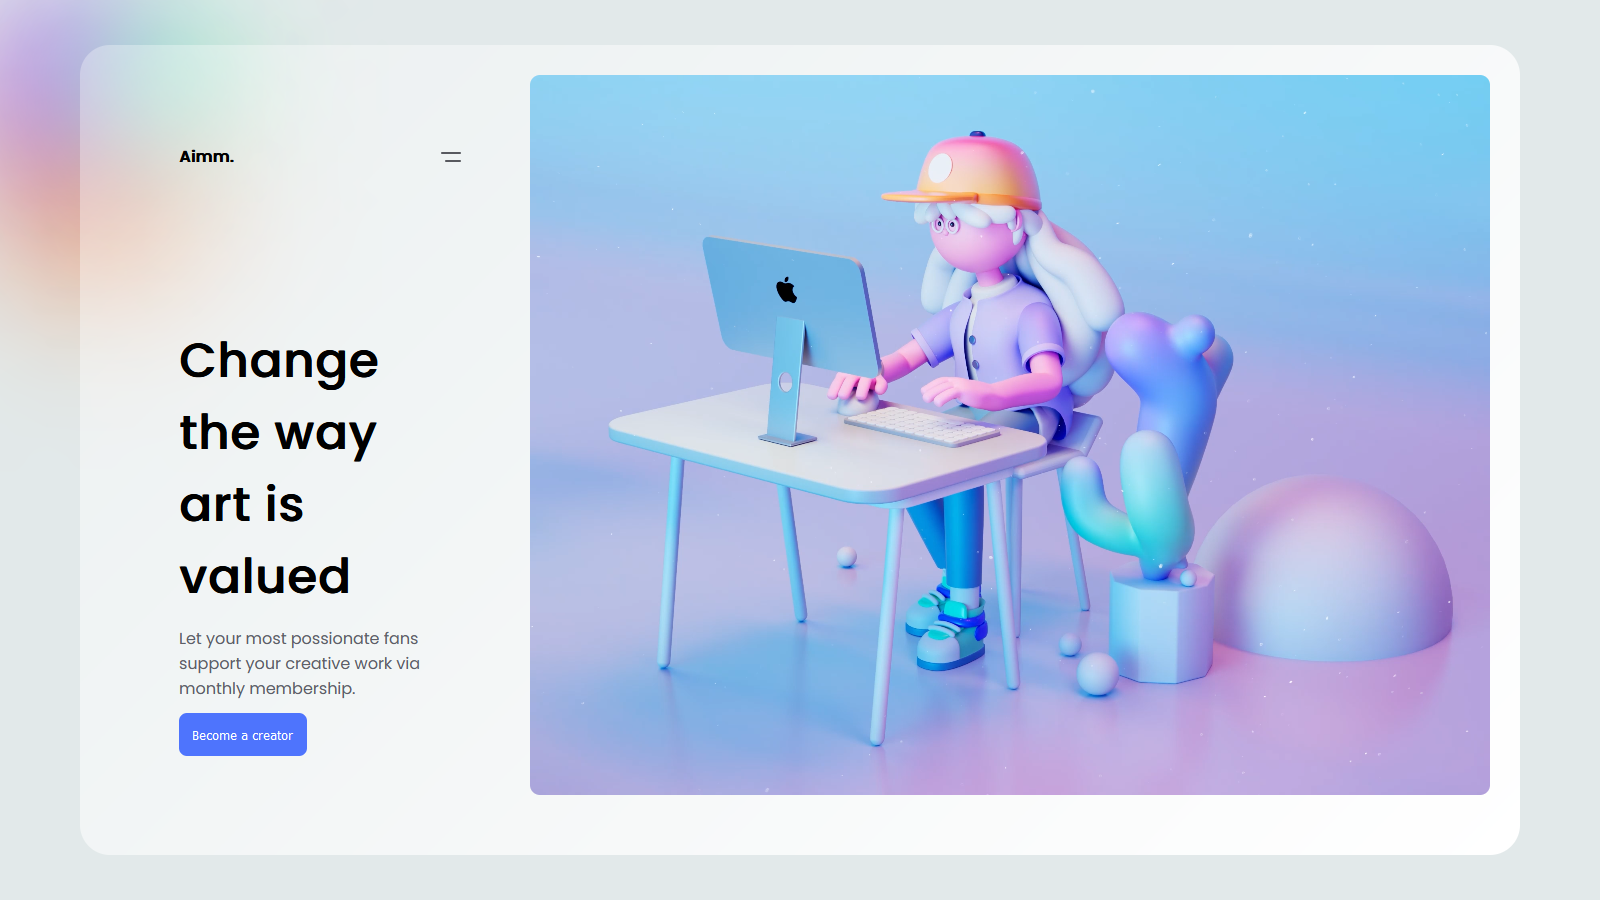 Aimm.
Change
the way
art is
valued
Let your most possionate fans
support your creative work via
monthly membership.
Become a creator